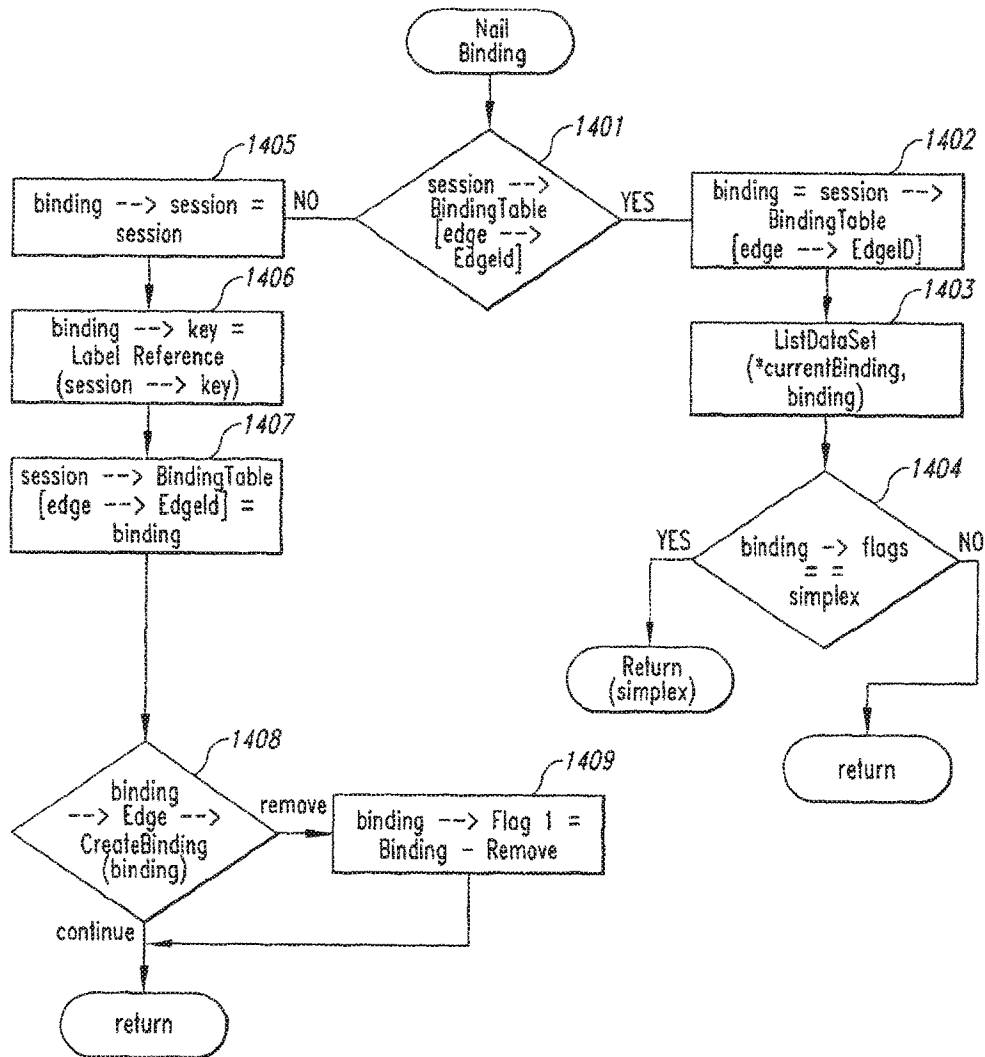 Nail
Binding
1401
session -->
BindingTable
[edge -->
EdgeId]
NO
YES
1405
binding --> session =
session
1406
binding --> key =
Label Reference
(session --> key)
1407
session --> BindingTable
[edge --> EdgeId] =
binding
1402
binding = session -->
BindingTable
[edge --> EdgeID]
1403
ListDataSet
(*currentBinding,
binding)
1404
binding -> flags
= =
simplex
YES
NO
Return
(simplex)
return
1408
binding
--> Edge -->
CreateBinding
(binding)
remove
1409
binding --> Flag 1 =
Binding - Remove
continue
return